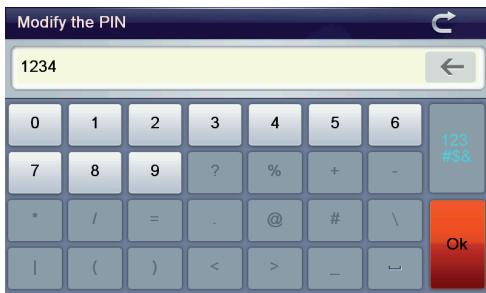 Modify the PIN
1234
0 1 2 3 4 5 6 123
#$&
7 8 9 ? % + -
* / = . @ # \
Ok
| ( ) < > _ ⎵